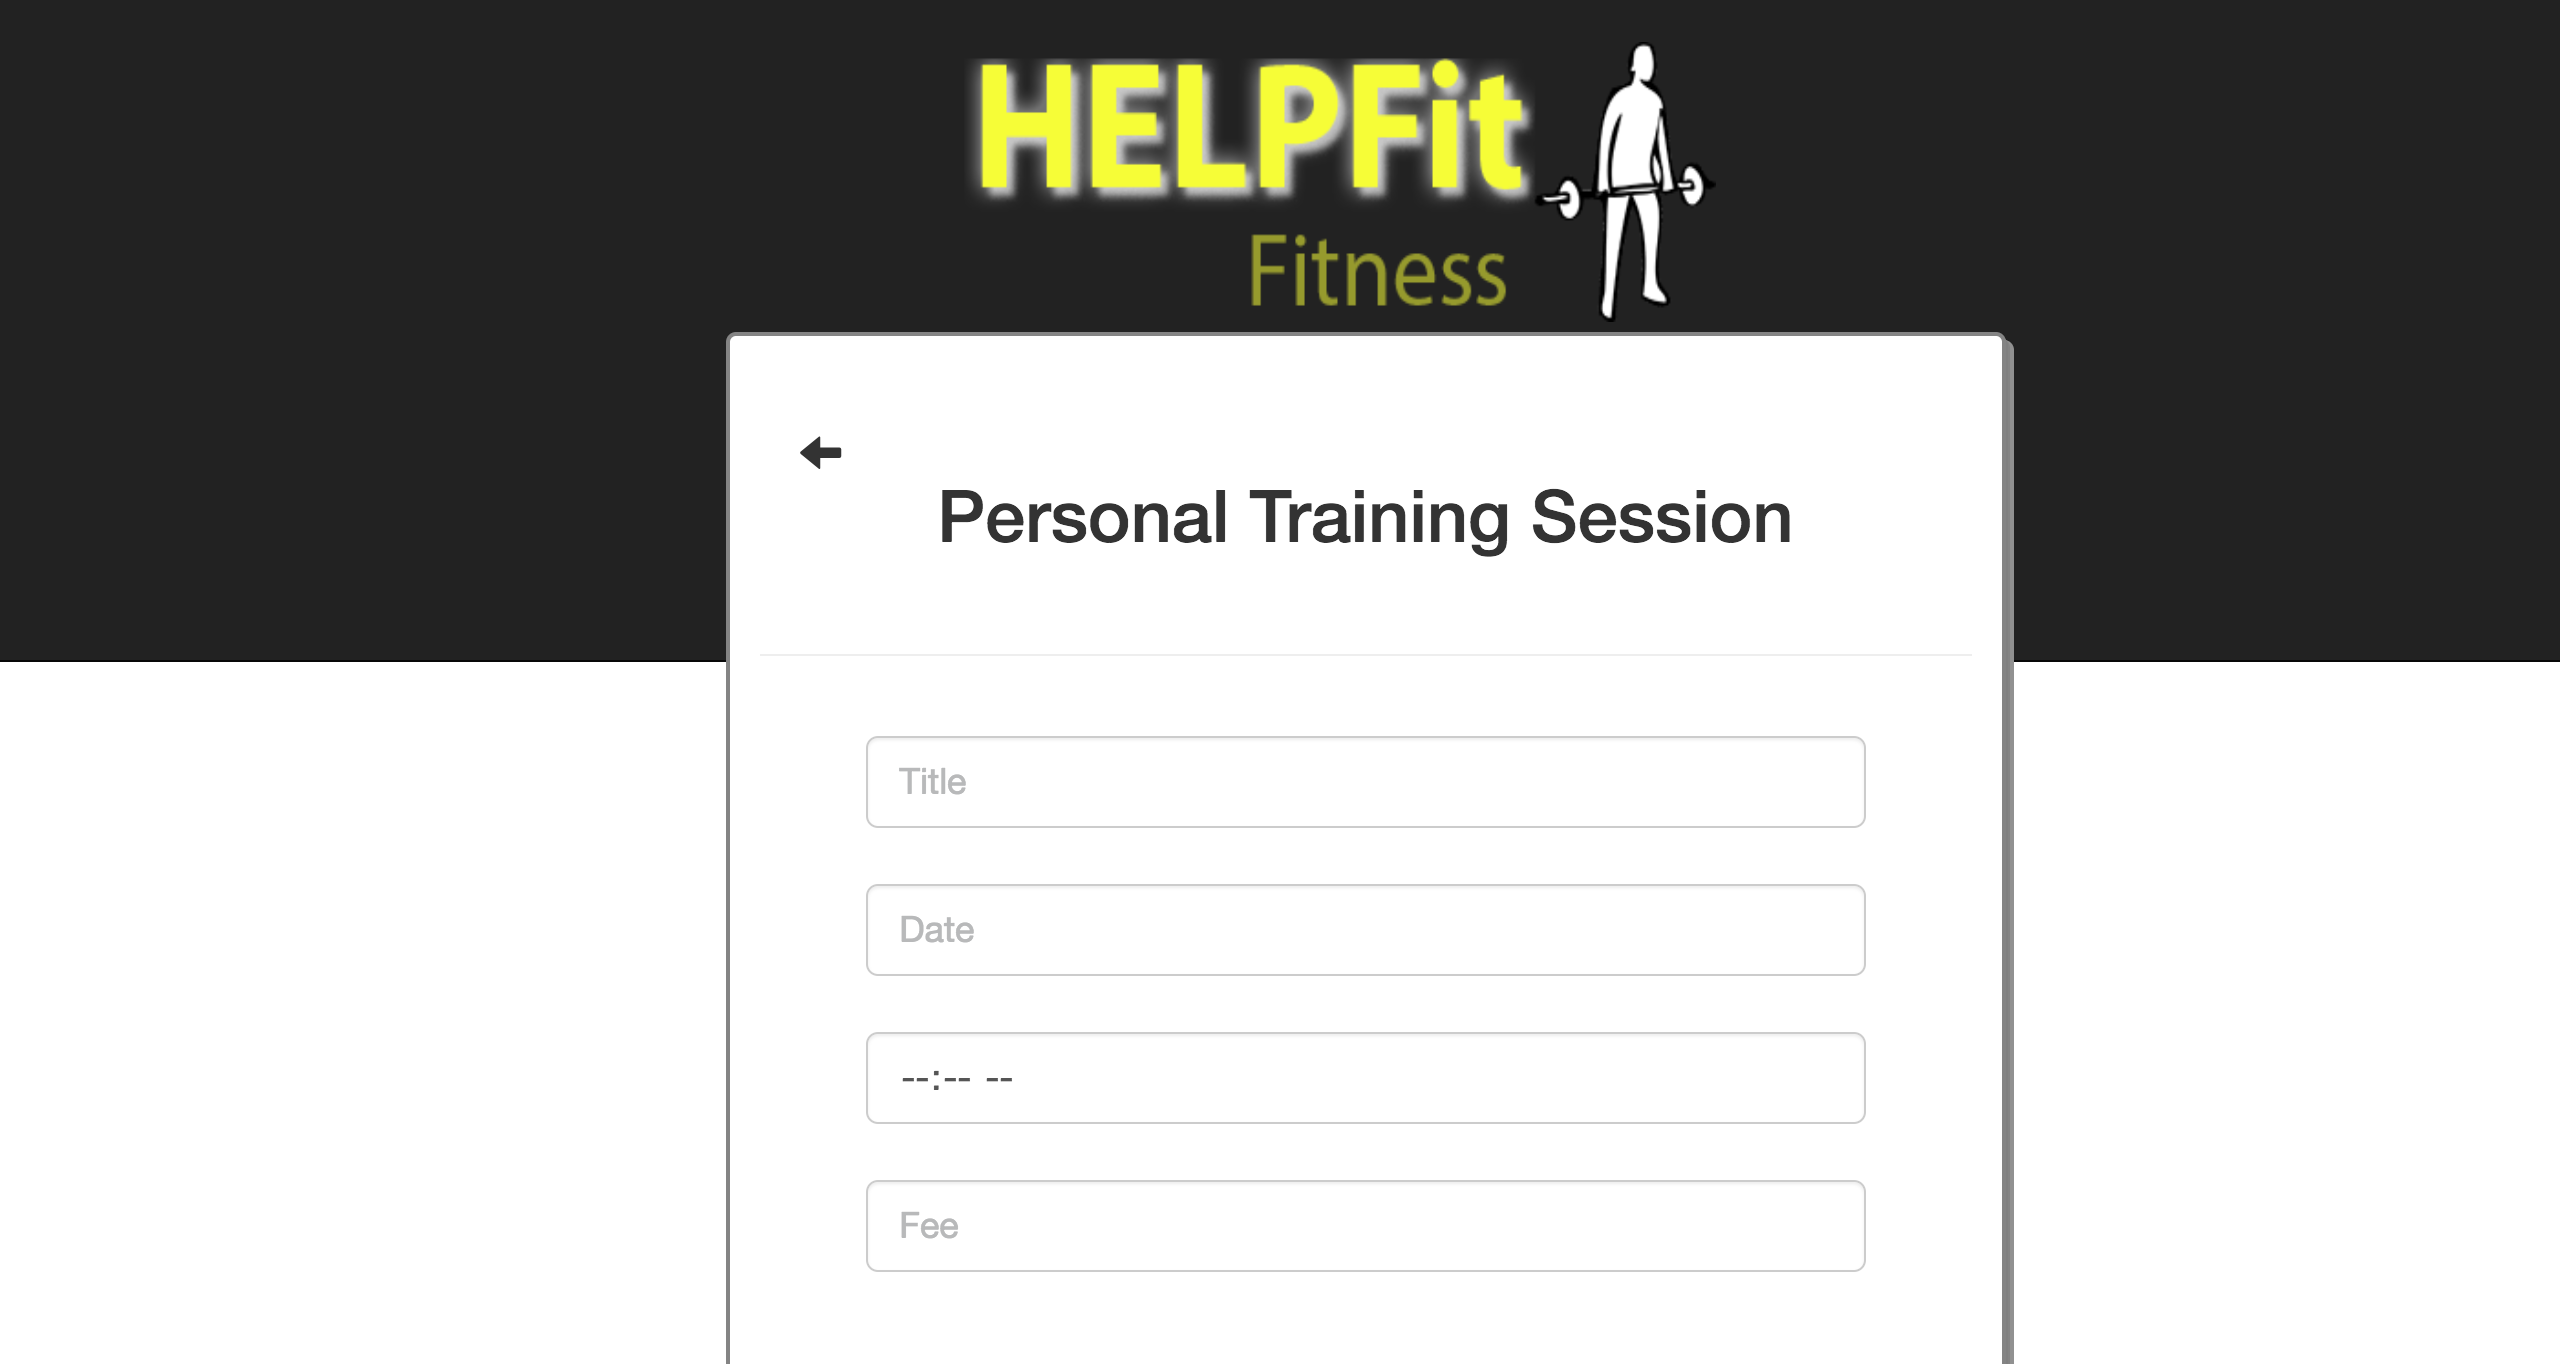 HELPFit
Fitness
Personal Training Session
Title
Date
--:-- --
Fee